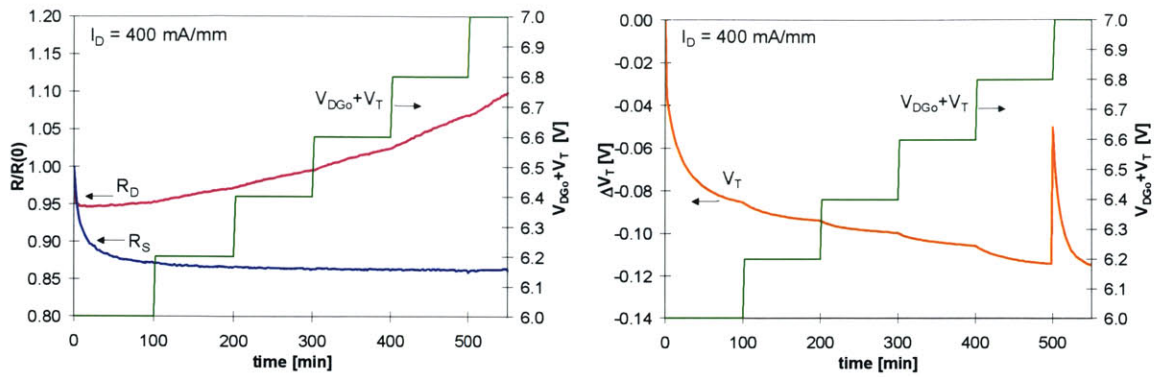 I_D = 400 mA/mm
1.20
1.15
1.10
1.05
1.00
0.95
0.90
0.85
0.80
R/R(0)
V_DGo+V_T
R_D
R_S
7.0
6.9
6.8
6.7
6.6
6.5
6.4
6.3
6.2
6.1
6.0
V_DGo+V_T [V]
0 100 200 300 400 500
time [min]
I_D = 400 mA/mm
0.00
-0.02
-0.04
-0.06
-0.08
-0.10
-0.12
-0.14
ΔV_T [V]
V_DGo+V_T
V_T
7.0
6.9
6.8
6.7
6.6
6.5
6.4
6.3
6.2
6.1
6.0
V_DGo+V_T [V]
0 100 200 300 400 500
time [min]